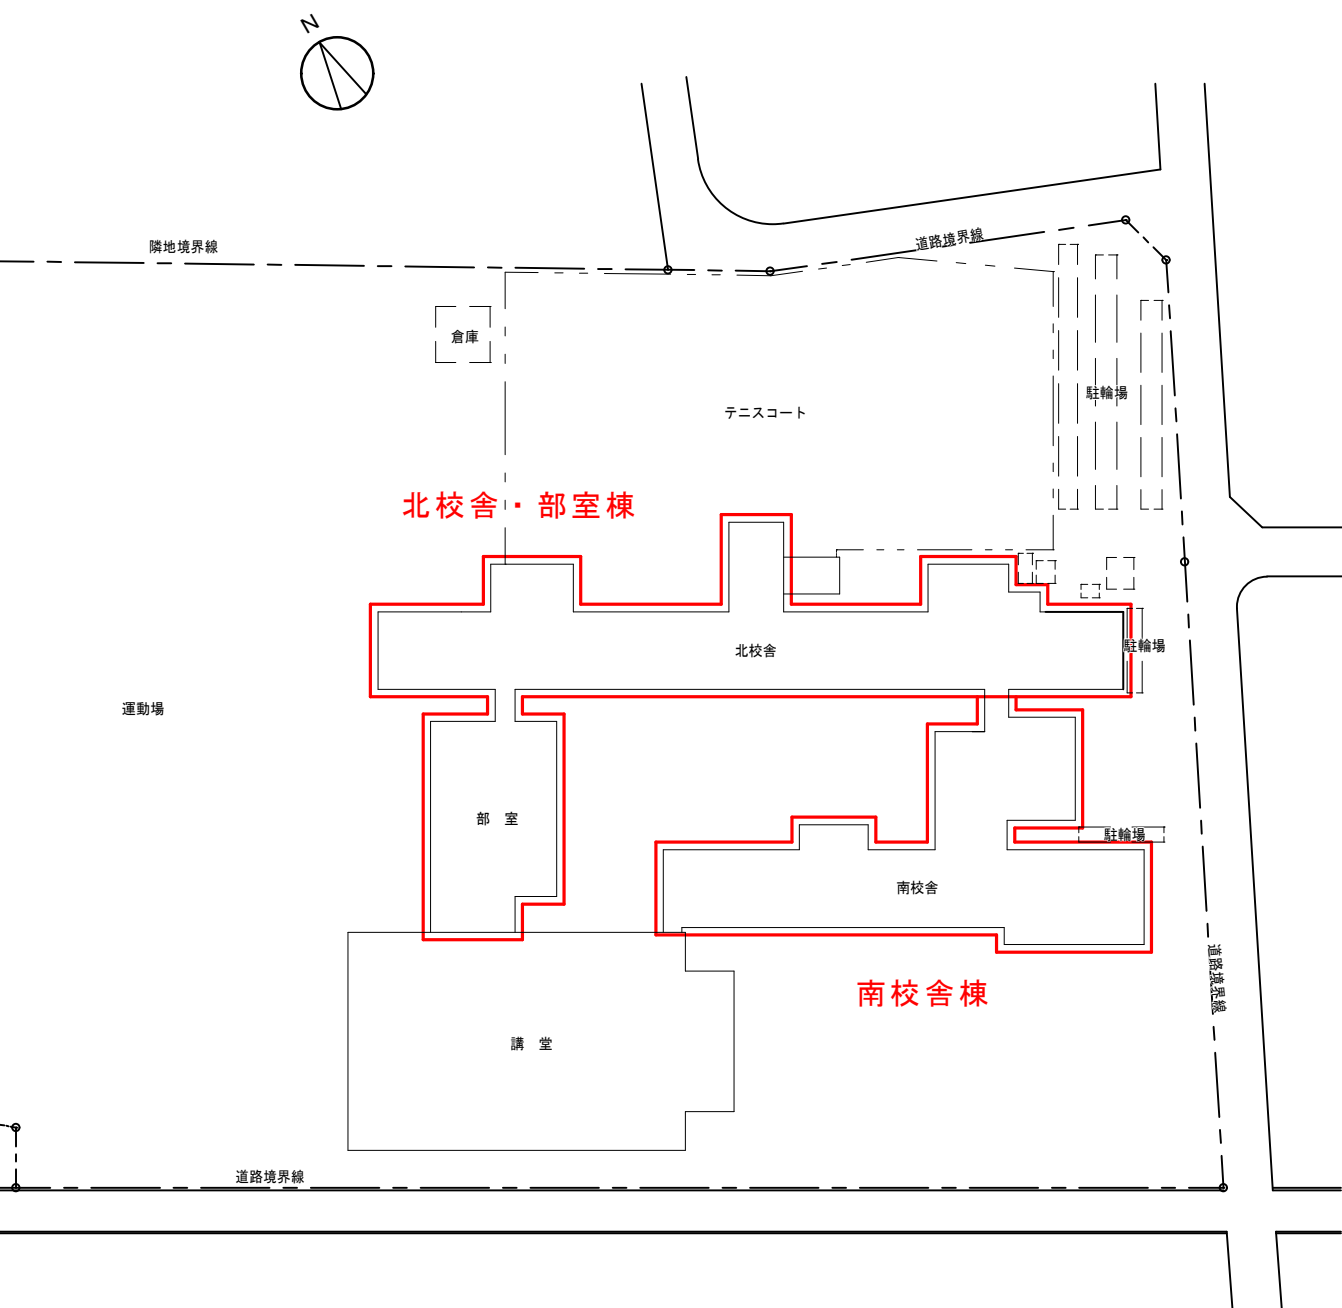 N
隣地境界線
道路境界線
倉庫
駐輪場
テニスコート
北校舎・部室棟
北校舎
駐輪場
運動場
部 室
駐輪場
南校舎
道路境界線
南校舎棟
講 堂
道路境界線